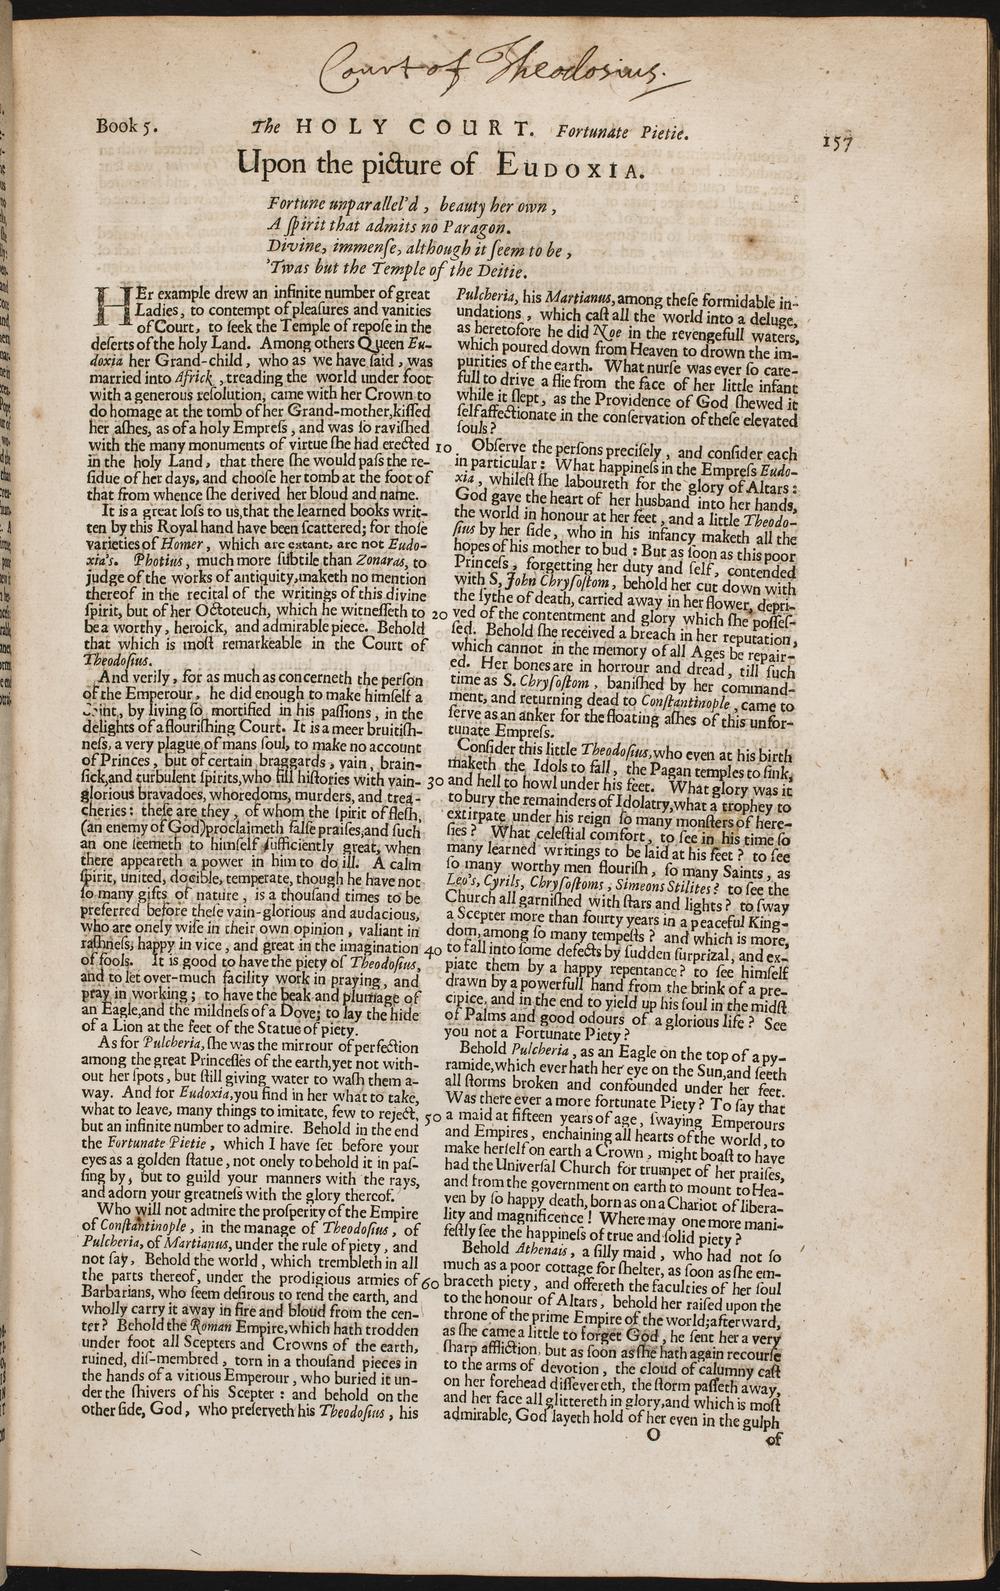 Court of Theodosius.
Book 5. The HOLY COURT. Fortunate Pietie. 157
Upon the picture of EUDOXIA.
Fortune unparallel'd , beauty her own ,
A ſpirit that admits no Paragon.
Divine, immenſe, although it ſeem to be ,
'Twas but the Temple of the Deitie.
HEr example drew an infinite number of great
Ladies, to contempt of pleaſures and vanities
of Court, to ſeek the Temple of repoſe in the
deſerts of the holy Land. Among others Queen Eu-
doxia her Grand-child, who as we have ſaid, was
married into Africk, treading the world under foot
with a generous reſolution, came with her Crown to
do homage at the tomb of her Grand-mother, kiſſed
her aſhes, as of a holy Empreſs, and was ſo raviſhed
with the many monuments of virtue ſhe had erected
in the holy Land, that there ſhe would paſs the re-
ſidue of her days, and chooſe her tomb at the foot of
that from whence ſhe derived her bloud and name.
It is a great loſs to us, that the learned books writ-
ten by this Royal hand have been ſcattered; for thoſe
varieties of Homer, which are extant, are not Eudo-
xia's. Photius, much more ſubtile than Zonaras, to
judge of the works of antiquity, maketh no mention
thereof in the recital of the writings of this divine
ſpirit, but of her Octoteuch, which he witneſſeth to
be a worthy, heroick, and admirable piece. Behold
that which is moſt remarkeable in the Court of
Theodoſius.
And verily, for as much as concerneth the perſon
of the Emperour, he did enough to make himſelf a
Saint, by living ſo mortified in his paſſions, in the
delights of a flouriſhing Court. It is a meer bruitiſh-
neſs, a very plague of mans ſoul, to make no account
of Princes, but of certain braggards, vain, brain-
ſick, and turbulent ſpirits, who fill hiſtories with vain-
glorious bravadoes, whoredoms, murders, and trea-
cheries: theſe are they, of whom the ſpirit of fleſh,
(an enemy of God) proclaimeth falſe praiſes, and ſuch
an one ſeemeth to himſelf ſufficiently great, when
there appeareth a power in him to do ill. A calm
ſpirit, united, docible, temperate, though he have not
ſo many gifts of nature, is a thouſand times to be
preferred before theſe vain-glorious and audacious,
who are onely wiſe in their own opinion, valiant in
raſhneſs, happy in vice, and great in the imagination
of fools. It is good to have the piety of Theodoſius,
and to let over-much facility work in praying, and
pray in working; to have the beak and plumage of
an Eagle, and the mildneſs of a Dove; to lay the hide
of a Lion at the feet of the Statue of piety.
As for Pulcheria, ſhe was the mirrour of perfection
among the great Princeſſes of the earth, yet not with-
out her ſpots, but ſtill giving water to waſh them a-
way. And for Eudoxia, you find in her what to take,
what to leave, many things to imitate, few to reject,
but an infinite number to admire. Behold in the end
the Fortunate Pietie, which I have ſet before your
eyes as a golden ſtatue, not onely to behold it in paſ-
ſing by, but to guild your manners with the rays,
and adorn your greatneſs with the glory thereof.
Who will not admire the proſperity of the Empire
of Conſtantinople, in the manage of Theodoſius, of
Pulcheria, of Martianus, under the rule of piety, and
not ſay, Behold the world, which trembleth in all
the parts thereof, under the prodigious armies of
Barbarians, who ſeem deſirous to rend the earth, and
wholly carry it away in fire and bloud from the cen-
ter? Behold the Roman Empire, which hath trodden
under foot all Scepters and Crowns of the earth,
ruined, diſ-membred, torn in a thouſand pieces in
the hands of a vitious Emperour, who buried it un-
der the ſhivers of his Scepter: and behold on the
other ſide, God, who preſerveth his Theodoſius, his
10
20
30
40
50
60
Pulcheria, his Martianus, among theſe formidable in-
undations, which caſt all the world into a deluge,
as heretofore he did Noe in the revengefull waters,
which poured down from Heaven to drown the im-
purities of the earth. What nurſe was ever ſo care-
full to drive a flie from the face of her little infant
while it ſlept, as the Providence of God ſhewed it
ſelf affectionate in the conſervation of theſe elevated
ſouls?
Obſerve the perſons preciſely, and conſider each
in particular: What happineſs in the Empreſs Eudo-
xia, whileſt ſhe laboureth for the glory of Altars:
God gave the heart of her husband into her hands,
the world in honour at her feet, and a little Theodo-
ſius by her ſide, who in his infancy maketh all the
hopes of his mother to bud: But as ſoon as this poor
Princeſs, forgetting her duty and ſelf, contended
with S, John Chryſoſtom, behold her cut down with
the ſythe of death, carried away in her flower, depri-
ved of the contentment and glory which ſhe poſſeſ-
ſed. Behold ſhe received a breach in her reputation,
which cannot in the memory of all Ages be repair-
ed. Her bones are in horrour and dread, till ſuch
time as S. Chryſoſtom, baniſhed by her command-
ment, and returning dead to Conſtantinople, came to
ſerve as an anker for the floating aſhes of this unfor-
tunate Empreſs.
Conſider this little Theodoſius, who even at his birth
maketh the Idols to fall, the Pagan temples to ſink,
and hell to howl under his feet. What glory was it
to bury the remainders of Idolatry, what a trophey to
extirpate under his reign ſo many monſters of here-
ſies? What celeſtial comfort, to ſee in his time ſo
many learned writings to be laid at his feet? to ſee
ſo many worthy men flouriſh, ſo many Saints, as
Leo's, Cyrils, Chryſoſtoms, Simeons Stilites? to ſee the
Church all garniſhed with ſtars and lights? to ſway
a Scepter more than fourty years in a peaceful King-
dom, among ſo many tempeſts? and which is more,
to fall into ſome defects by ſudden ſurprizal, and ex-
piate them by a happy repentance? to ſee himſelf
drawn by a powerfull hand from the brink of a pre-
cipice, and in the end to yield up his ſoul in the midſt
of Palms and good odours of a glorious life? See
you not a Fortunate Piety?
Behold Pulcheria, as an Eagle on the top of a py-
ramide, which ever hath her eye on the Sun, and ſeeth
all ſtorms broken and confounded under her feet.
Was there ever a more fortunate Piety? To ſay that
a maid at fifteen years of age, ſwaying Emperours
and Empires, enchaining all hearts of the world, to
make herſelf on earth a Crown, might boaſt to have
had the Univerſal Church for trumpet of her praiſes,
and from the government on earth to mount to Hea-
ven by ſo happy death, born as on a Chariot of libera-
lity and magnificence! Where may one more mani-
feſtly ſee the happineſs of true and ſolid piety?
Behold Athenais, a ſilly maid, who had not ſo
much as a poor cottage for ſhelter, as ſoon as ſhe em-
braceth piety, and offereth the faculties of her ſoul
to the honour of Altars, behold her raiſed upon the
throne of the prime Empire of the world; afterward,
as ſhe came a little to forget God, he ſent her a very
ſharp affliction, but as ſoon as ſhe hath again recourſe
to the arms of devotion, the cloud of calumny caſt
on her forehead diſſevereth, the ſtorm paſſeth away,
and her face all glittereth in glory, and which is moſt
admirable, God layeth hold of her even in the gulph
O of